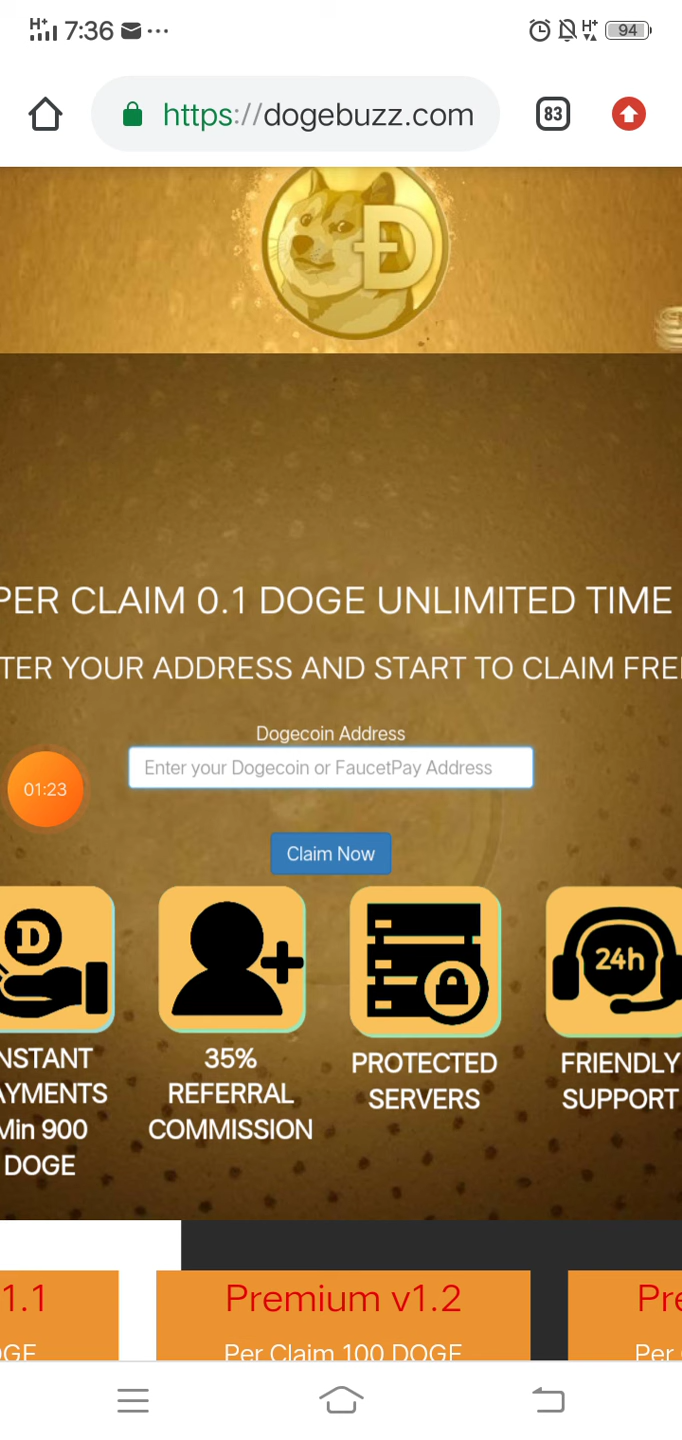 H+ 7:36 ... H+ 94
https://dogebuzz.com 83
Đ
PER CLAIM 0.1 DOGE UNLIMITED TIME
TER YOUR ADDRESS AND START TO CLAIM FRE
Dogecoin Address
Enter your Dogecoin or FaucetPay Address
01:23
Claim Now
D
24h
NSTANT
AYMENTS
Min 900
DOGE
35%
REFERRAL
COMMISSION
PROTECTED
SERVERS
FRIENDLY
SUPPORT
1.1
Premium v1.2
Pre
OGE
Per Claim 100 DOGE
Per